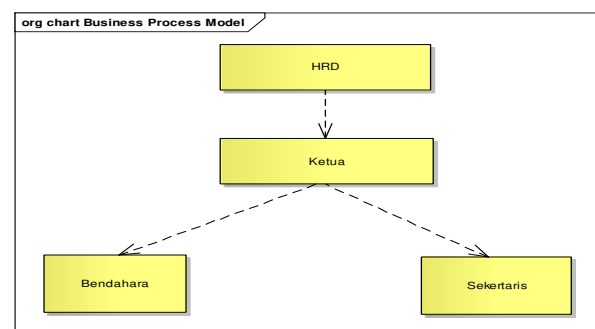 org chart Business Process Model
HRD
Ketua
Bendahara
Sekertaris